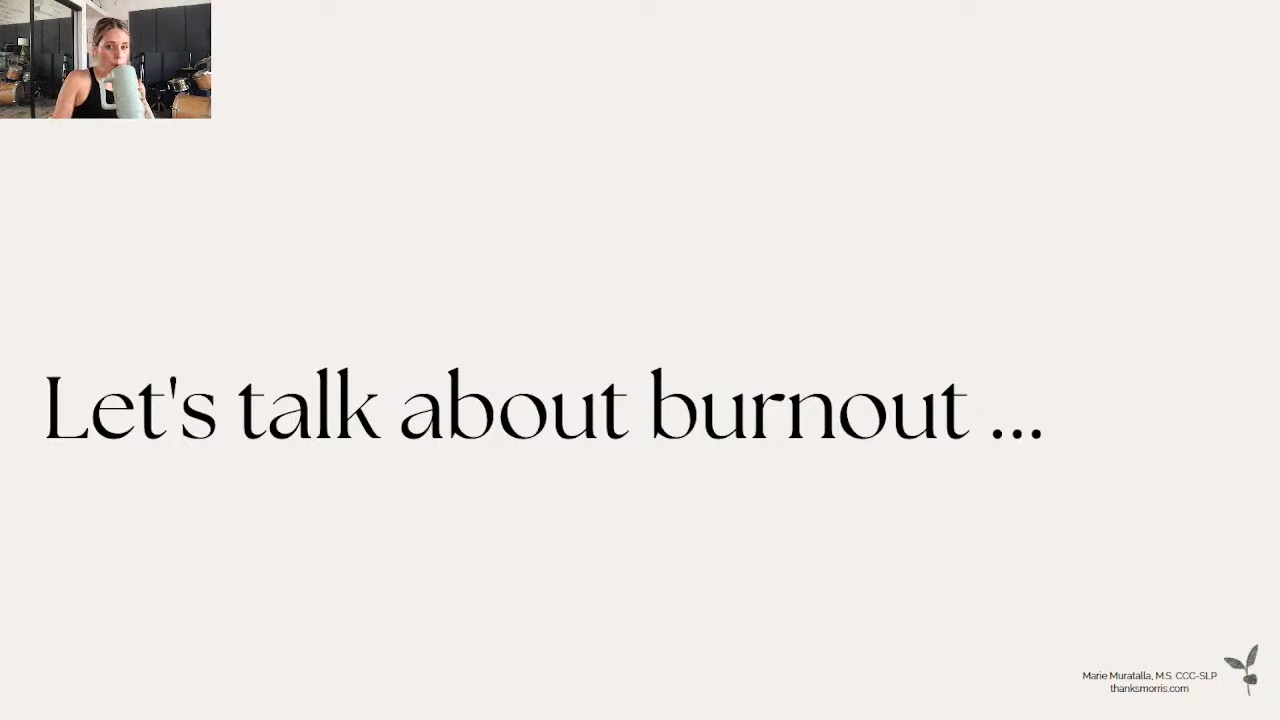 Let's talk about burnout ...
Marie Muratalla, M.S. CCC-SLP
thanksmorris.com